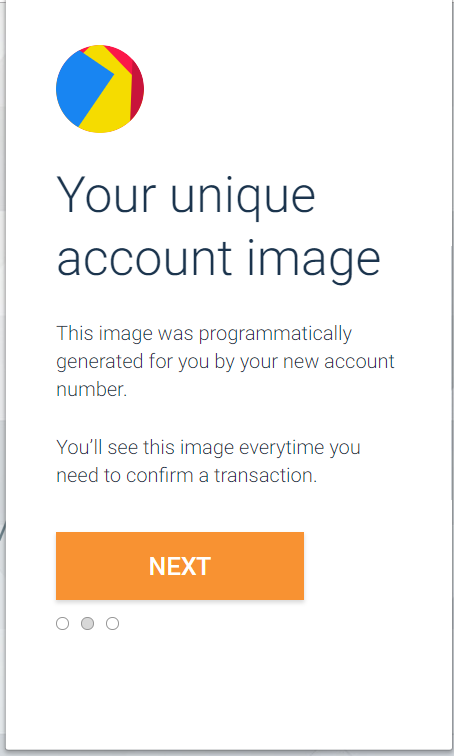 Your unique
account image
This image was programmatically
generated for you by your new account
number.
You’ll see this image everytime you
need to confirm a transaction.
NEXT